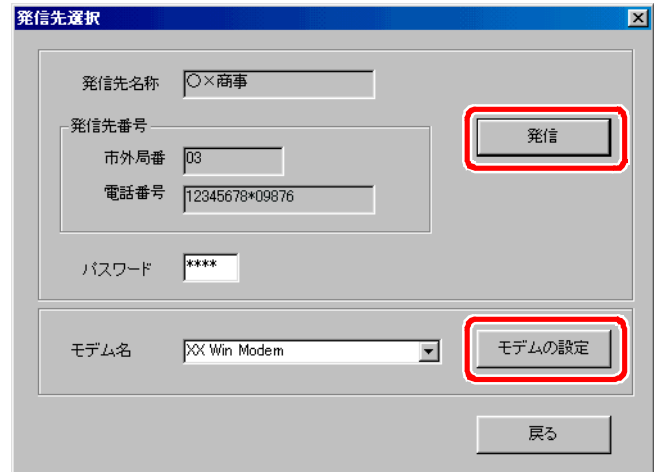 発信先選択
発信先名称 〇×商事
発信先番号
市外局番 03
電話番号 12345678*09876
発信
パスワード ****
モデム名 XX Win Modem
モデムの設定
戻る